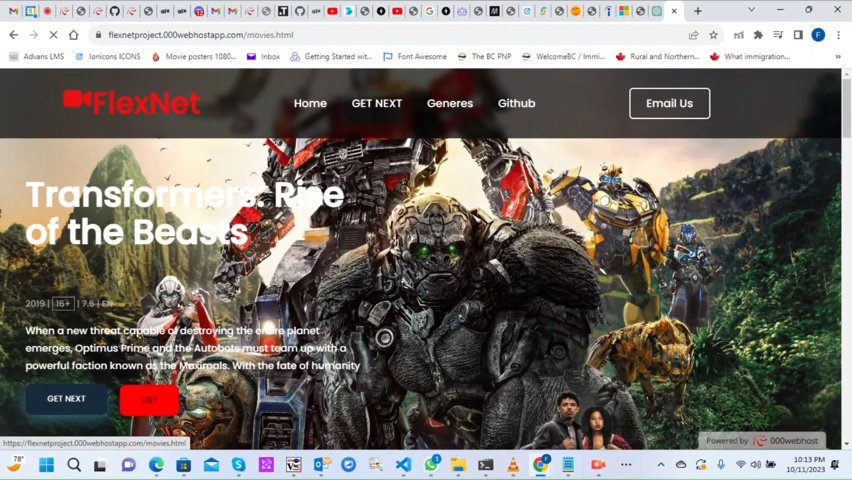 flexnetproject.000webhostapp.com/movies.html
Advans LMS
Ionicons ICONS
Movie posters 1080...
Inbox
Getting Started wit...
Font Awesome
The BC PNP
WelcomeBC / Immi...
Rural and Northern...
What immigration...
FlexNet
Home
GET NEXT
Generes
Github
Email Us
Transformers: Rise
of the Beasts
2019 | 16+ | 7.5 | EN
When a new threat capable of destroying the entire planet
emerges, Optimus Prime and the Autobots must team up with a
powerful faction known as the Maximals. With the fate of humanity
GET NEXT
LIST
Powered by 000webhost
https://flexnetproject.000webhostapp.com/movies.html
78°
10:13 PM
10/11/2023